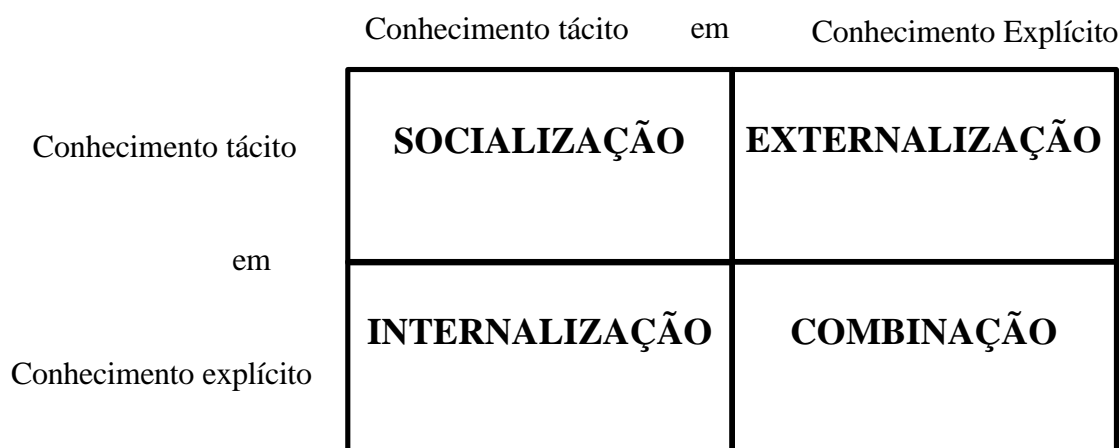 Conhecimento tácito em Conhecimento Explícito
Conhecimento tácito
SOCIALIZAÇÃO
EXTERNALIZAÇÃO
em
INTERNALIZAÇÃO
COMBINAÇÃO
Conhecimento explícito